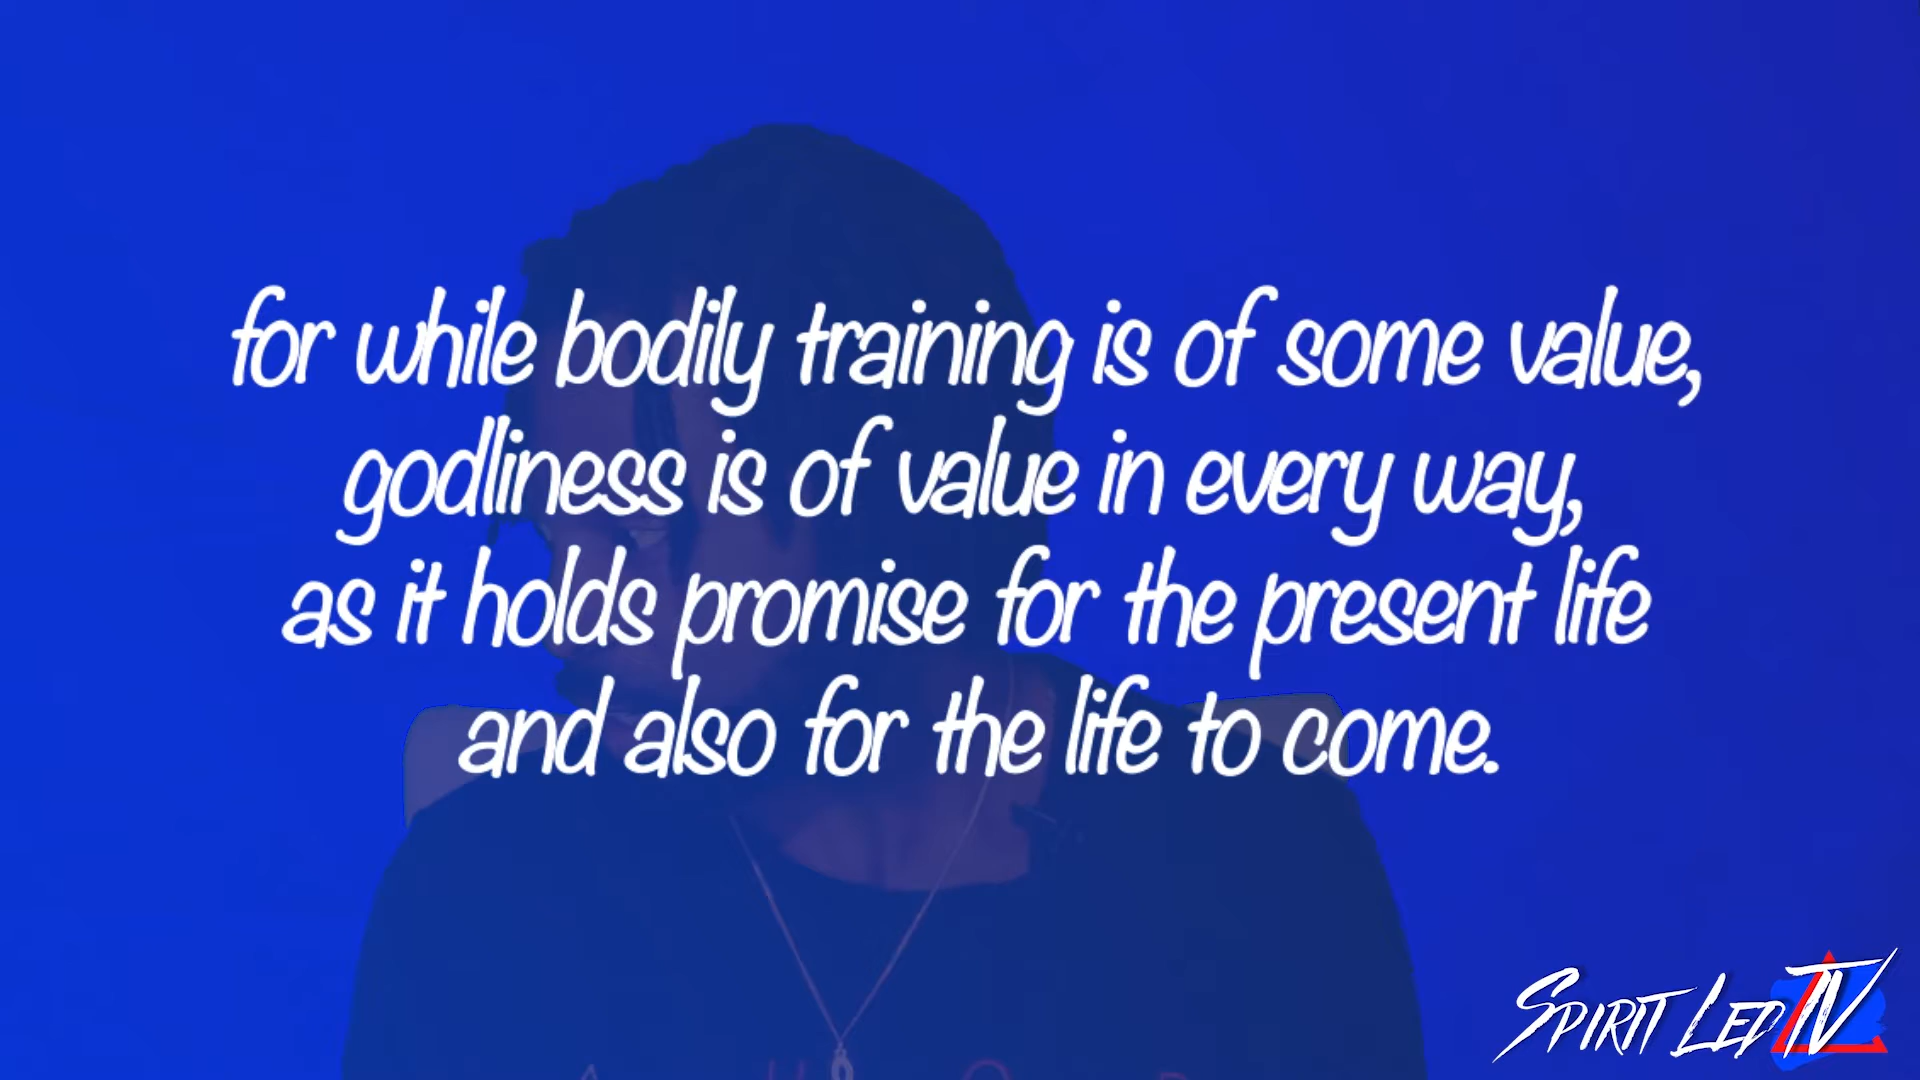 for while bodily training is of some value,
godliness is of value in every way,
as it holds promise for the present life
and also for the life to come.
SPIRIT LED TV